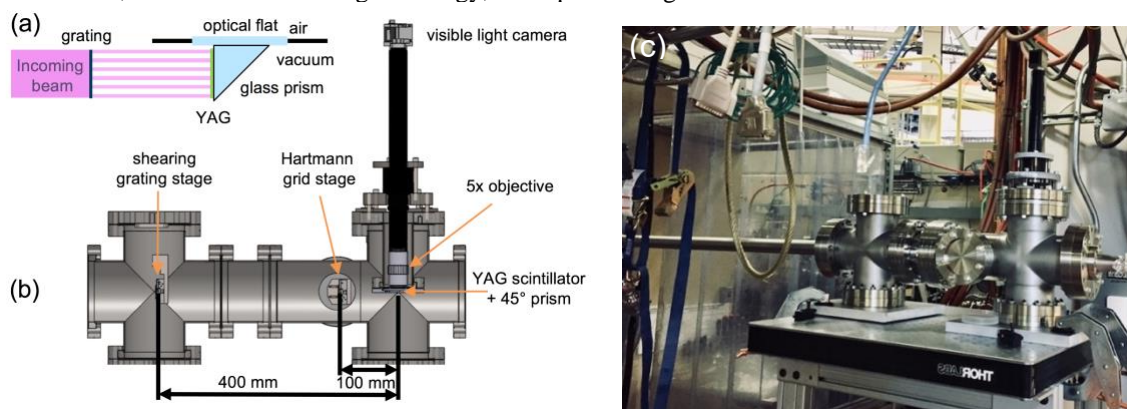 (a)
optical flat
air
grating
vacuum
Incoming
beam
glass prism
YAG
visible light camera
shearing
grating stage
Hartmann
grid stage
5x objective
YAG scintillator
+ 45° prism
(b)
400 mm
100 mm
(c)
THORLABS